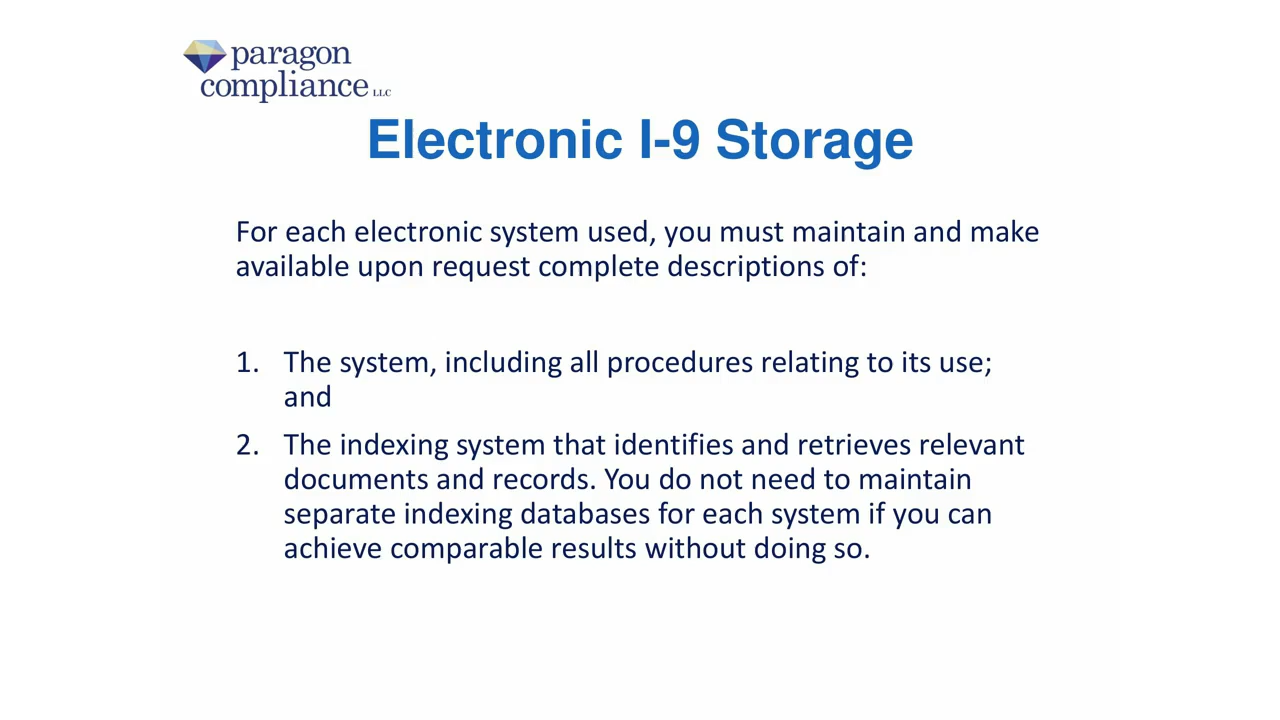 paragon
compliance LLC
Electronic I-9 Storage
For each electronic system used, you must maintain and make
available upon request complete descriptions of:
1. The system, including all procedures relating to its use;
and
2. The indexing system that identifies and retrieves relevant
documents and records. You do not need to maintain
separate indexing databases for each system if you can
achieve comparable results without doing so.